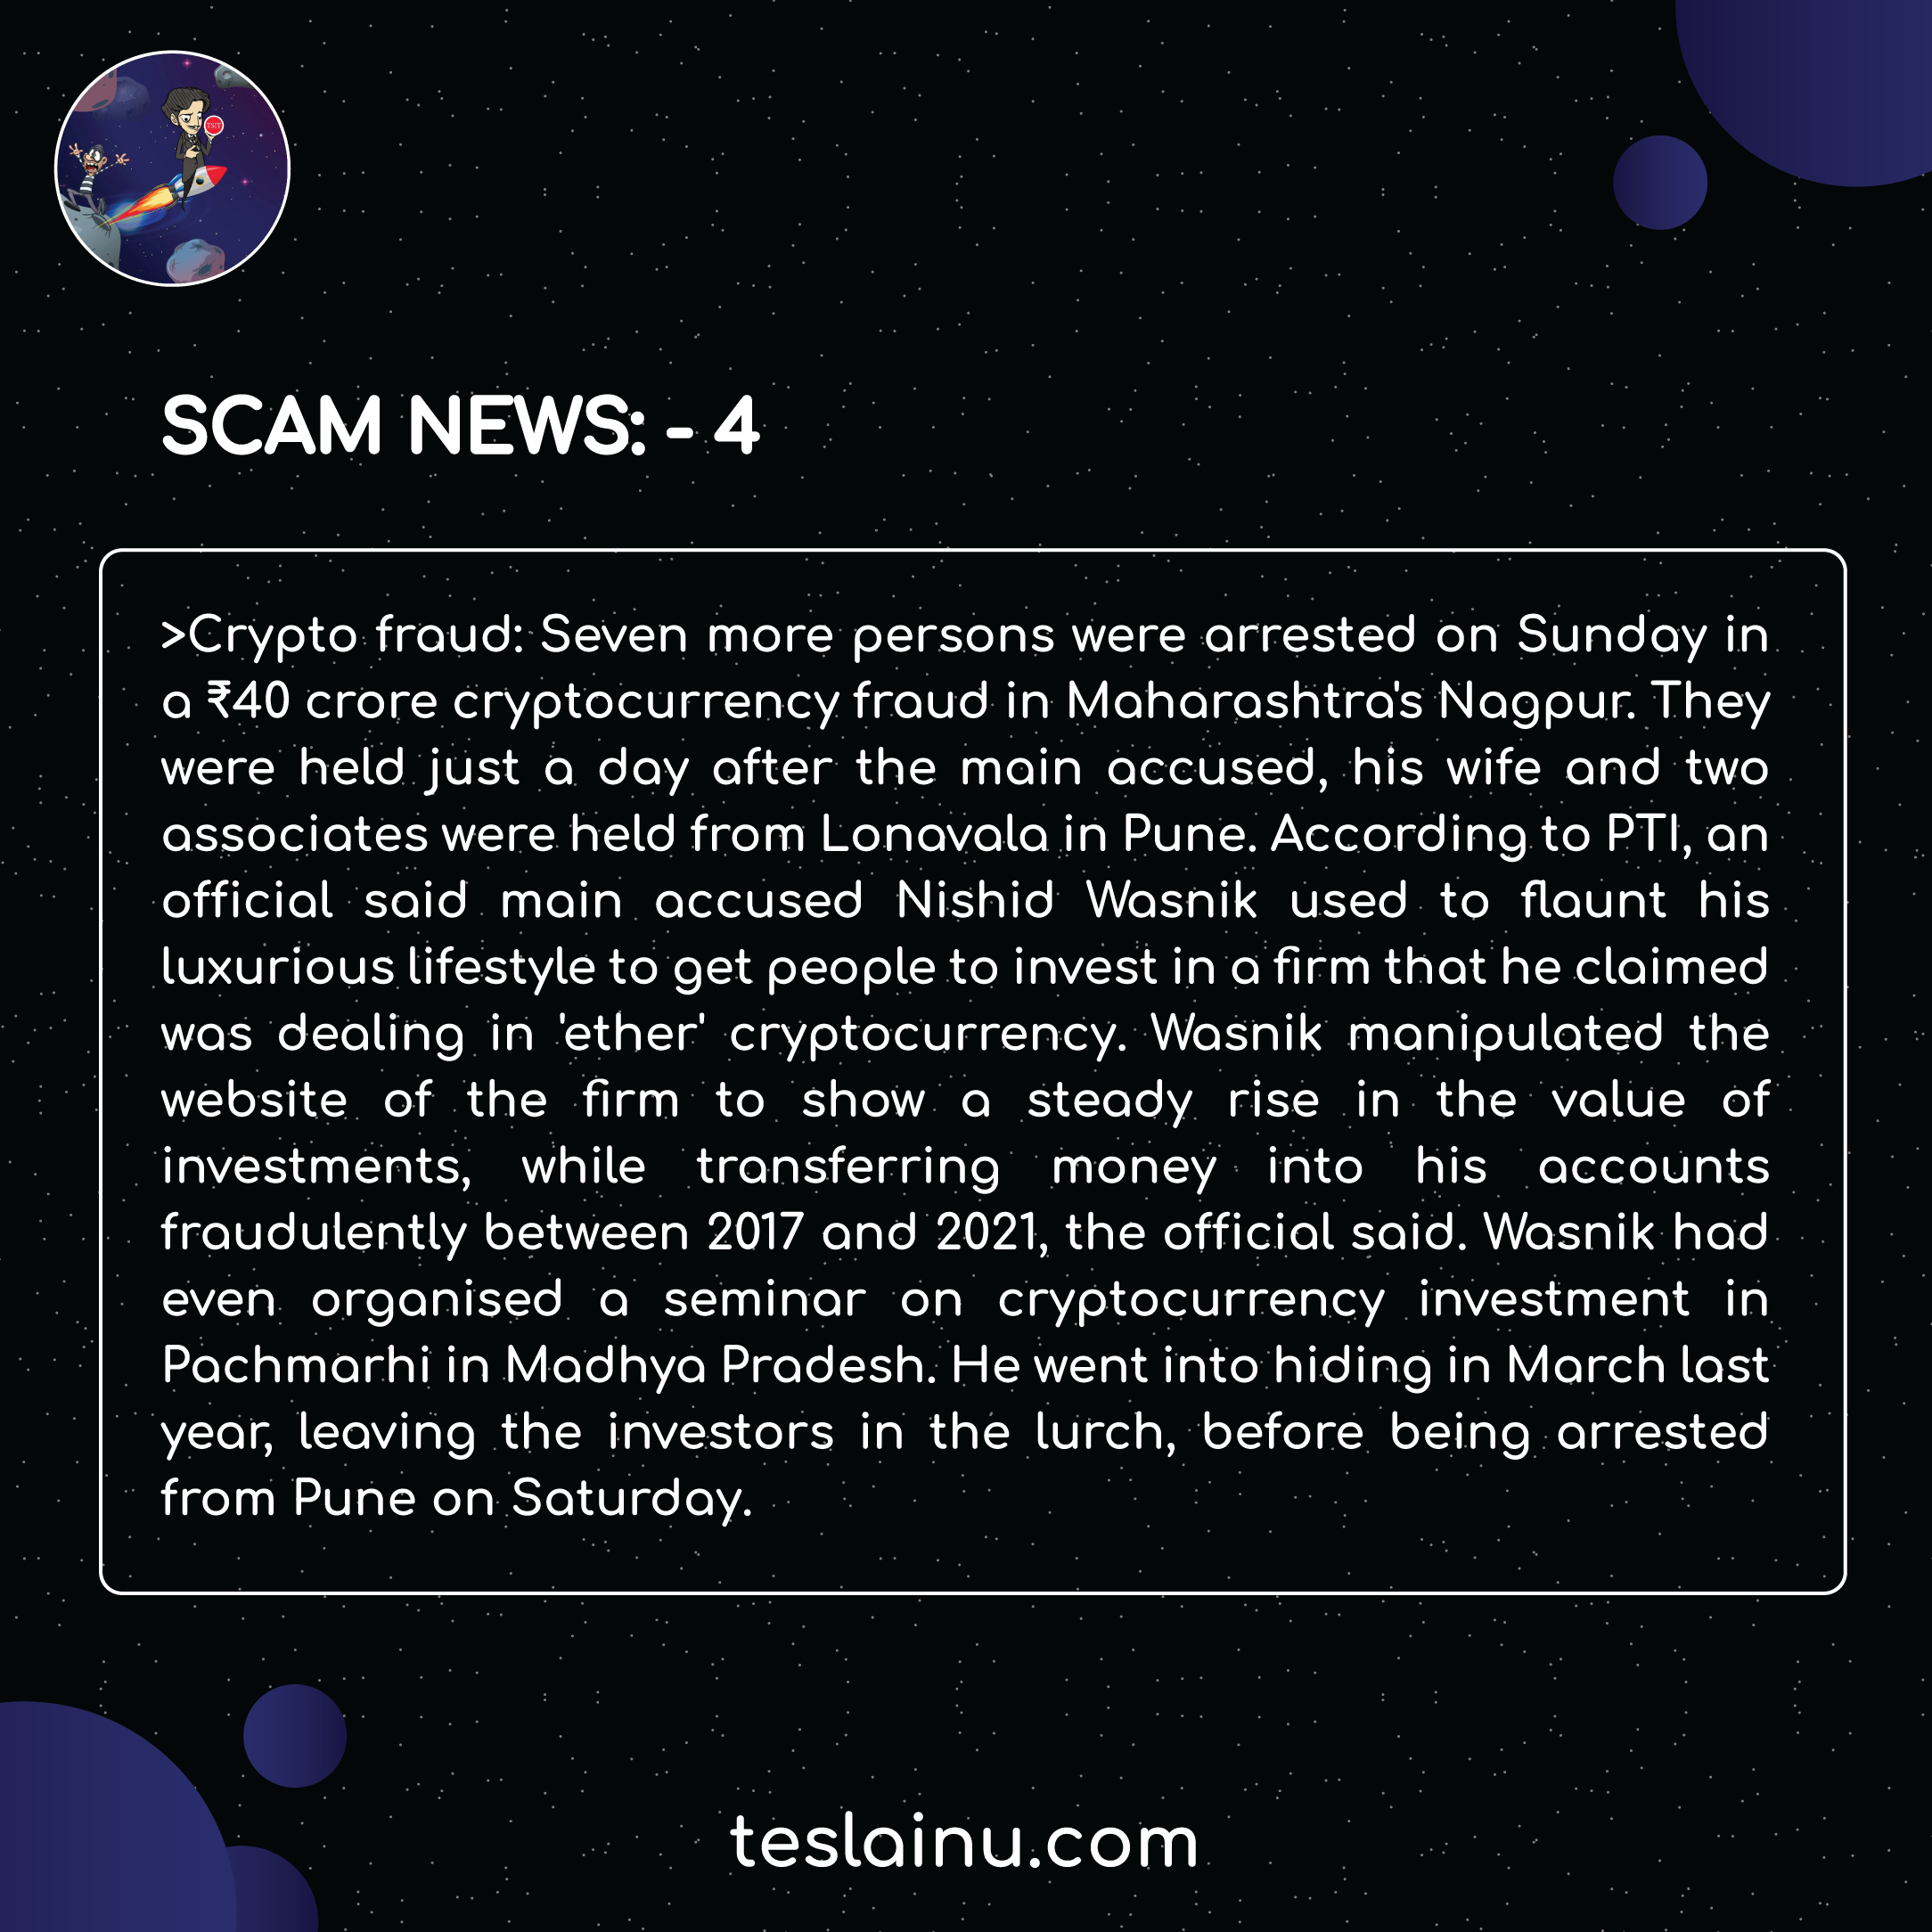 TSIT
SCAM NEWS: - 4
>Crypto fraud: Seven more persons were arrested on Sunday in
a ₹40 crore cryptocurrency fraud in Maharashtra's Nagpur. They
were held just a day after the main accused, his wife and two
associates were held from Lonavala in Pune. According to PTI, an
official said main accused Nishid Wasnik used to flaunt his
luxurious lifestyle to get people to invest in a firm that he claimed
was dealing in 'ether' cryptocurrency. Wasnik manipulated the
website of the firm to show a steady rise in the value of
investments, while transferring money into his accounts
fraudulently between 2017 and 2021, the official said. Wasnik had
even organised a seminar on cryptocurrency investment in
Pachmarhi in Madhya Pradesh. He went into hiding in March last
year, leaving the investors in the lurch, before being arrested
from Pune on Saturday.
teslainu.com